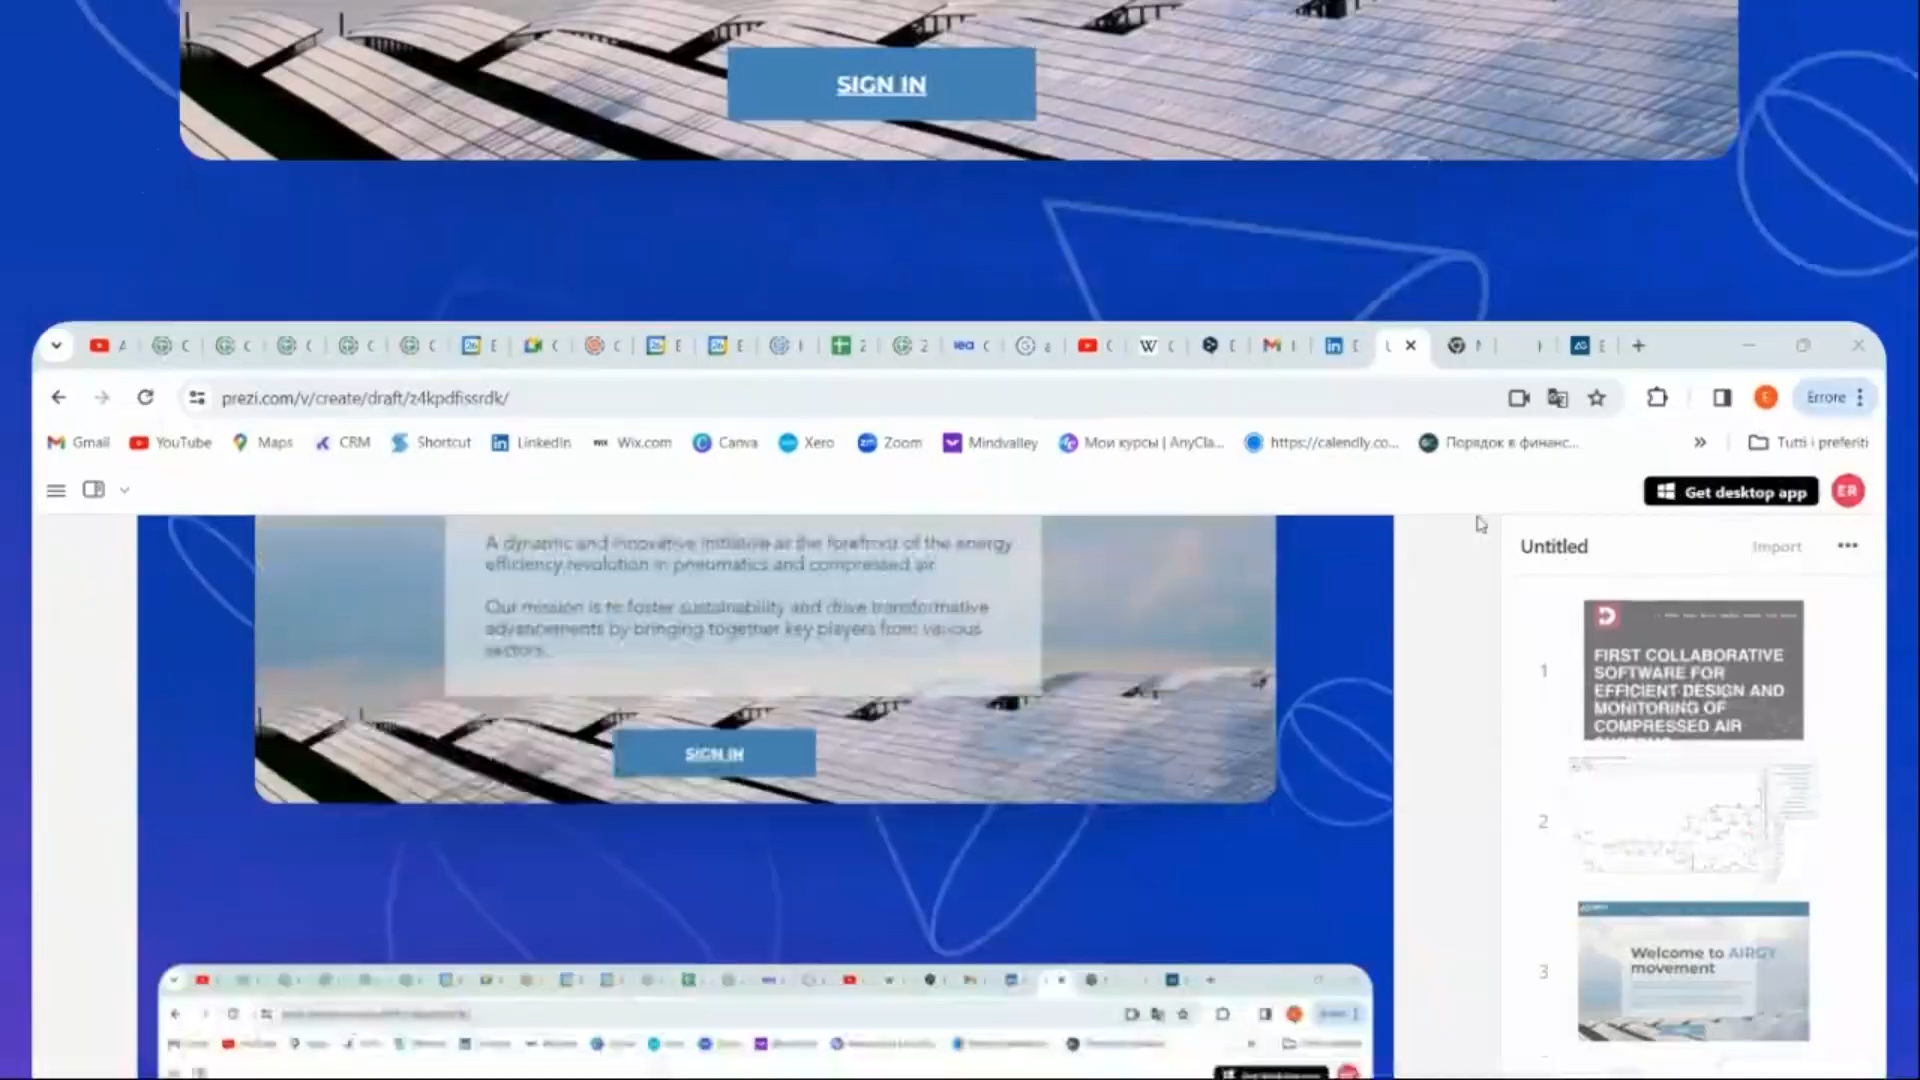 SIGN IN
prezi.com/v/create/draft/z4kpdfissrdk/
Errore
Gmail YouTube Maps CRM Shortcut LinkedIn Wix.com Canva Xero Zoom Mindvalley Мои курсы | AnyCla... https://calendly.co... Порядок в финанс... » Tutti i preferiti
Get desktop app ER
Untitled Import
A dynamic and innovative initiative at the forefront of the energy
efficiency revolution in pneumatics and compressed air
Our mission is to foster sustainability and drive transformative
advancements by bringing together key players from various
sectors.
SIGN IN
1
FIRST COLLABORATIVE
SOFTWARE FOR
EFFICIENT DESIGN AND
MONITORING OF
COMPRESSED AIR
2
3
Welcome to AIRGY
movement